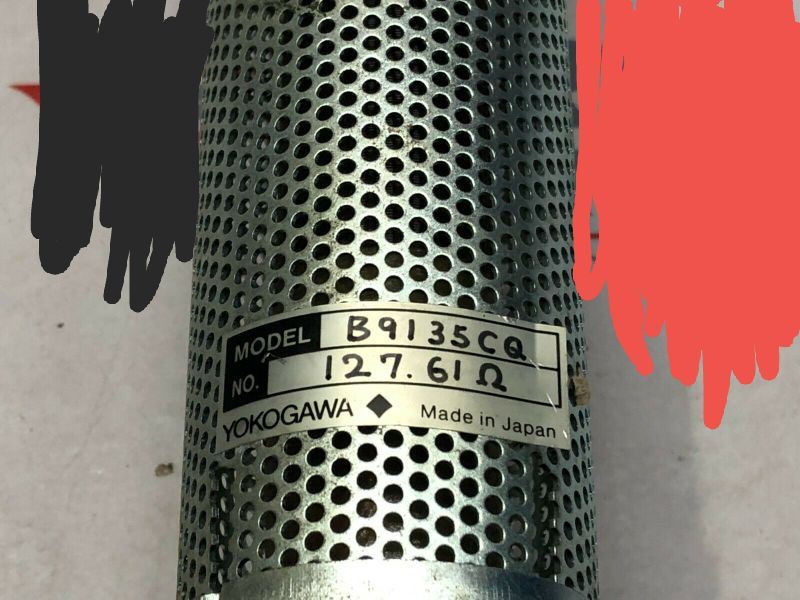 MODEL B9135CQ
NO. 127.61Ω
YOKOGAWA ◆ Made in Japan